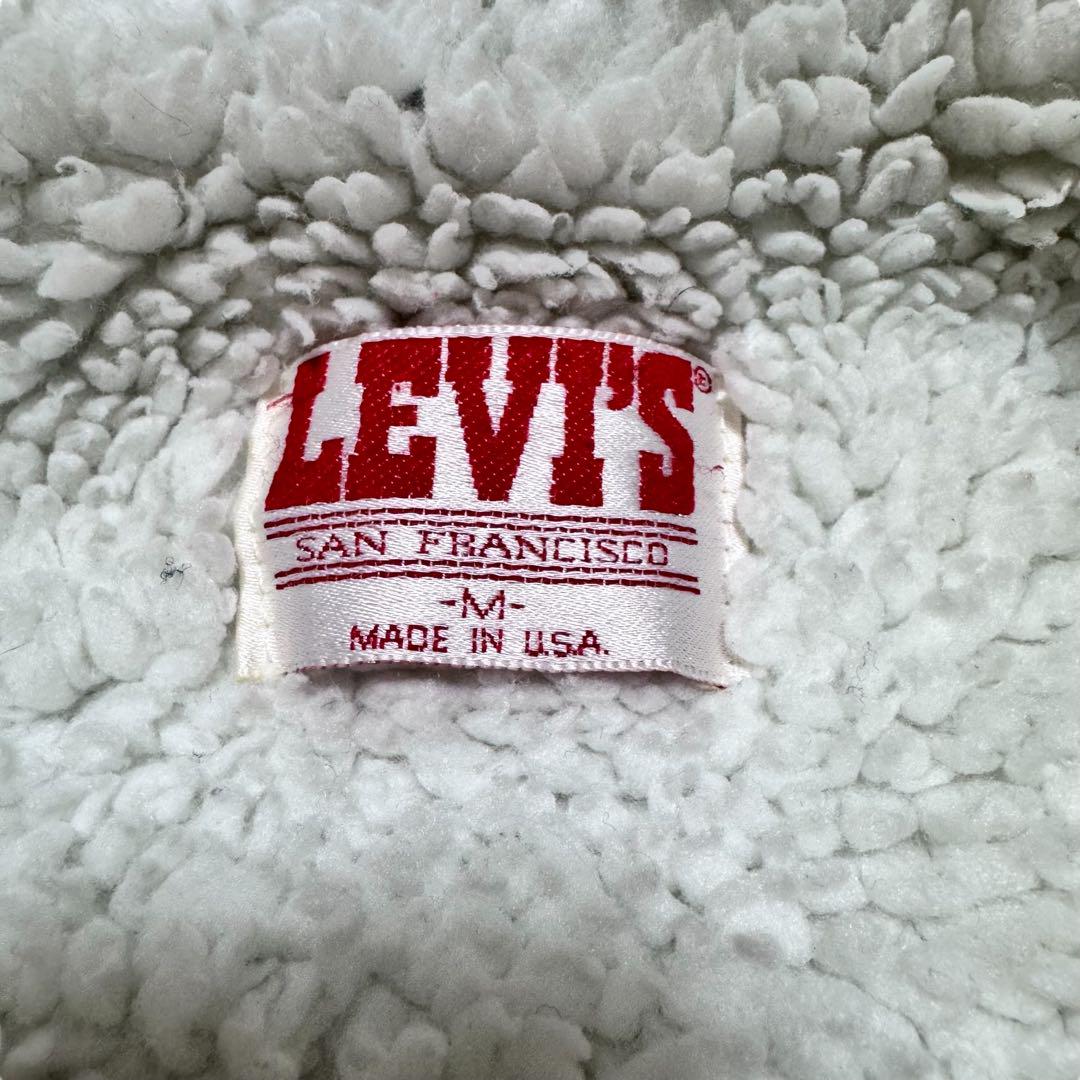 LEVI'S®
SAN FRANCISCO
-M-
MADE IN U.S.A.